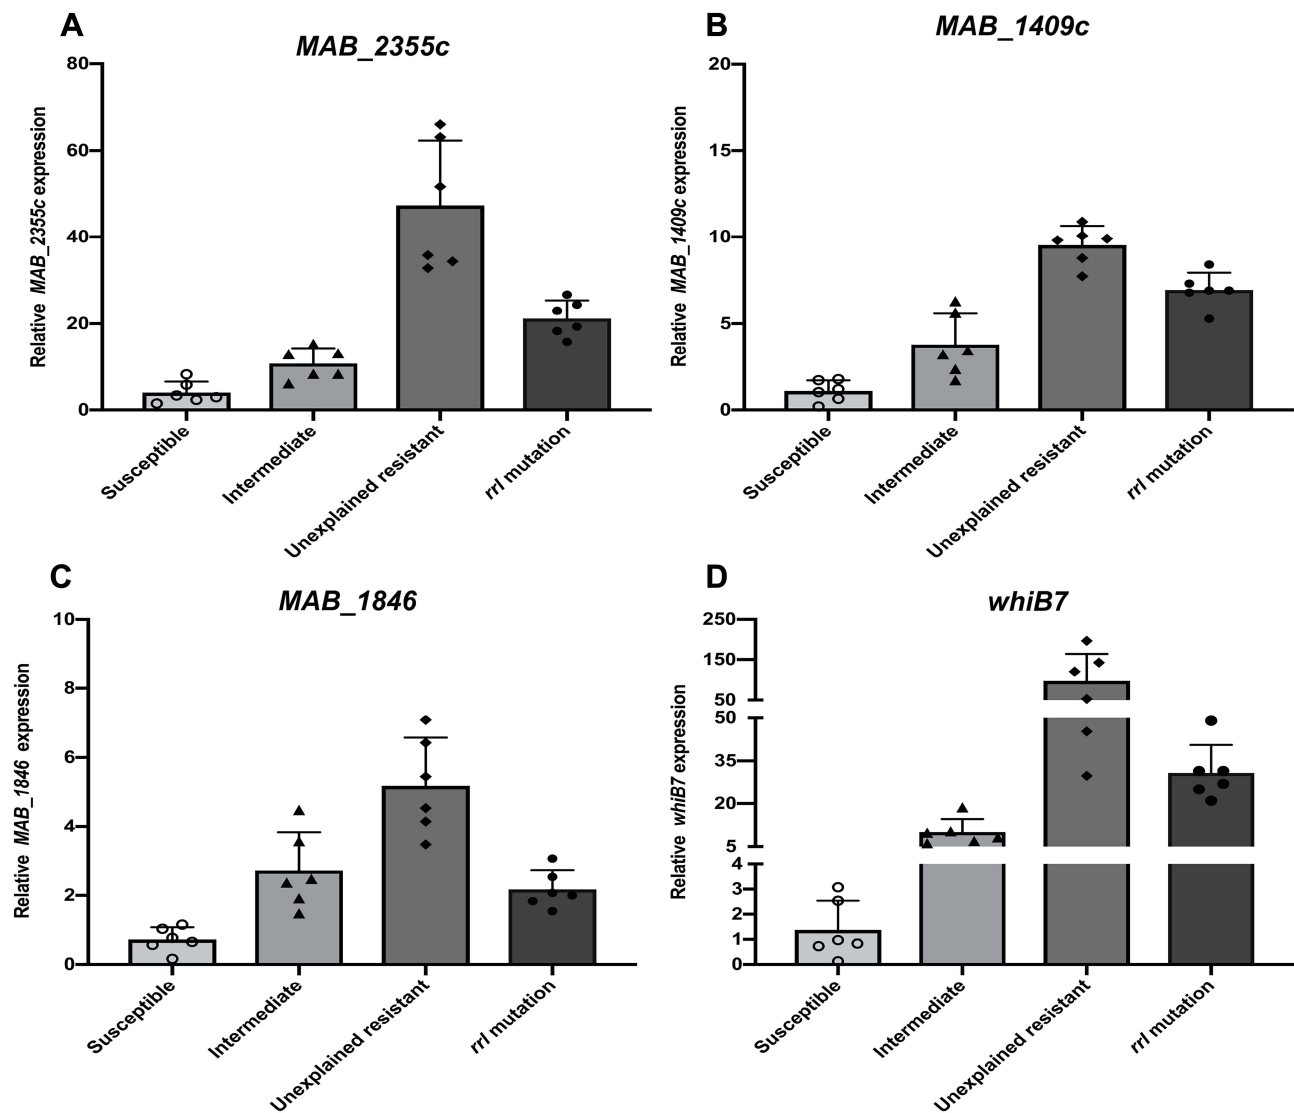 A
MAB_2355c
Relative MAB_2355c expression
80
60
40
20
0
Susceptible
Intermediate
Unexplained resistant
rrl mutation
B
MAB_1409c
Relative MAB_1409c expression
20
15
10
5
0
Susceptible
Intermediate
Unexplained resistant
rrl mutation
C
MAB_1846
Relative MAB_1846 expression
10
8
6
4
2
0
Susceptible
Intermediate
Unexplained resistant
rrl mutation
D
whiB7
Relative whiB7 expression
250
150
50
50
35
20
5
4
3
2
1
0
Susceptible
Intermediate
Unexplained resistant
rrl mutation